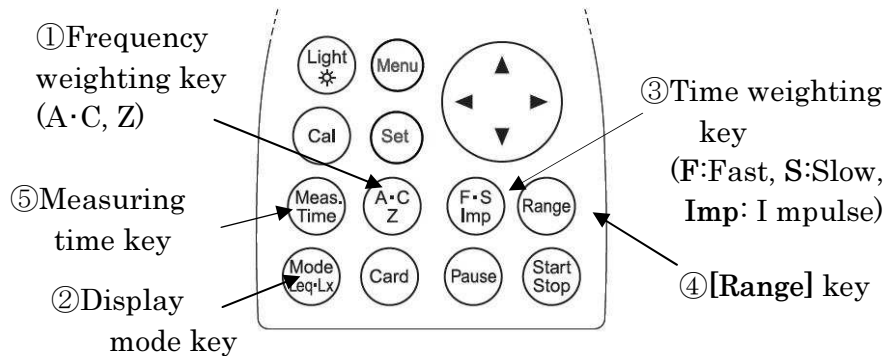 ①Frequency
weighting key
(A･C, Z)
Light
Menu
③Time weighting
key
(F:Fast, S:Slow,
Imp: I mpulse)
Cal
Set
⑤Measuring
time key
Meas.
Time
A･C
Z
F･S
Imp
Range
②Display
mode key
Mode
Leq･Lx
Card
Pause
Start
Stop
④[Range] key